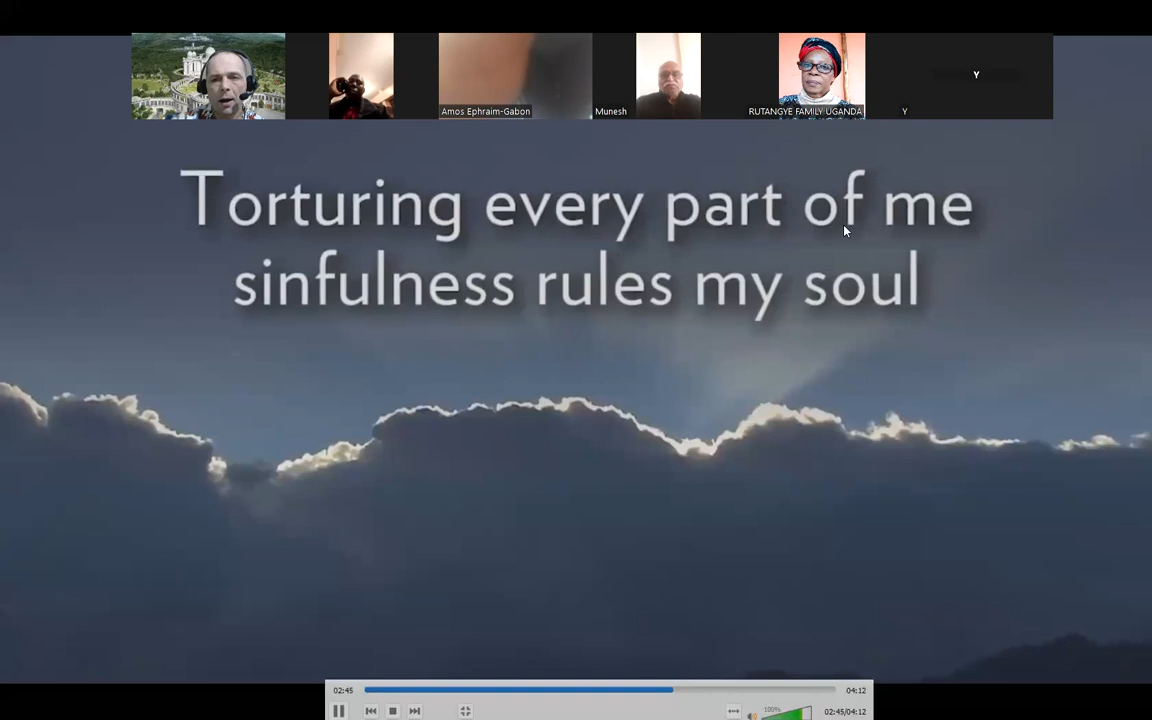 Amos Ephraim-Gabon
Munesh
RUTANGYE FAMILY UGANDA
Y
Y
Torturing every part of me
sinfulness rules my soul
02:45
04:12
100%
02:45/04:12